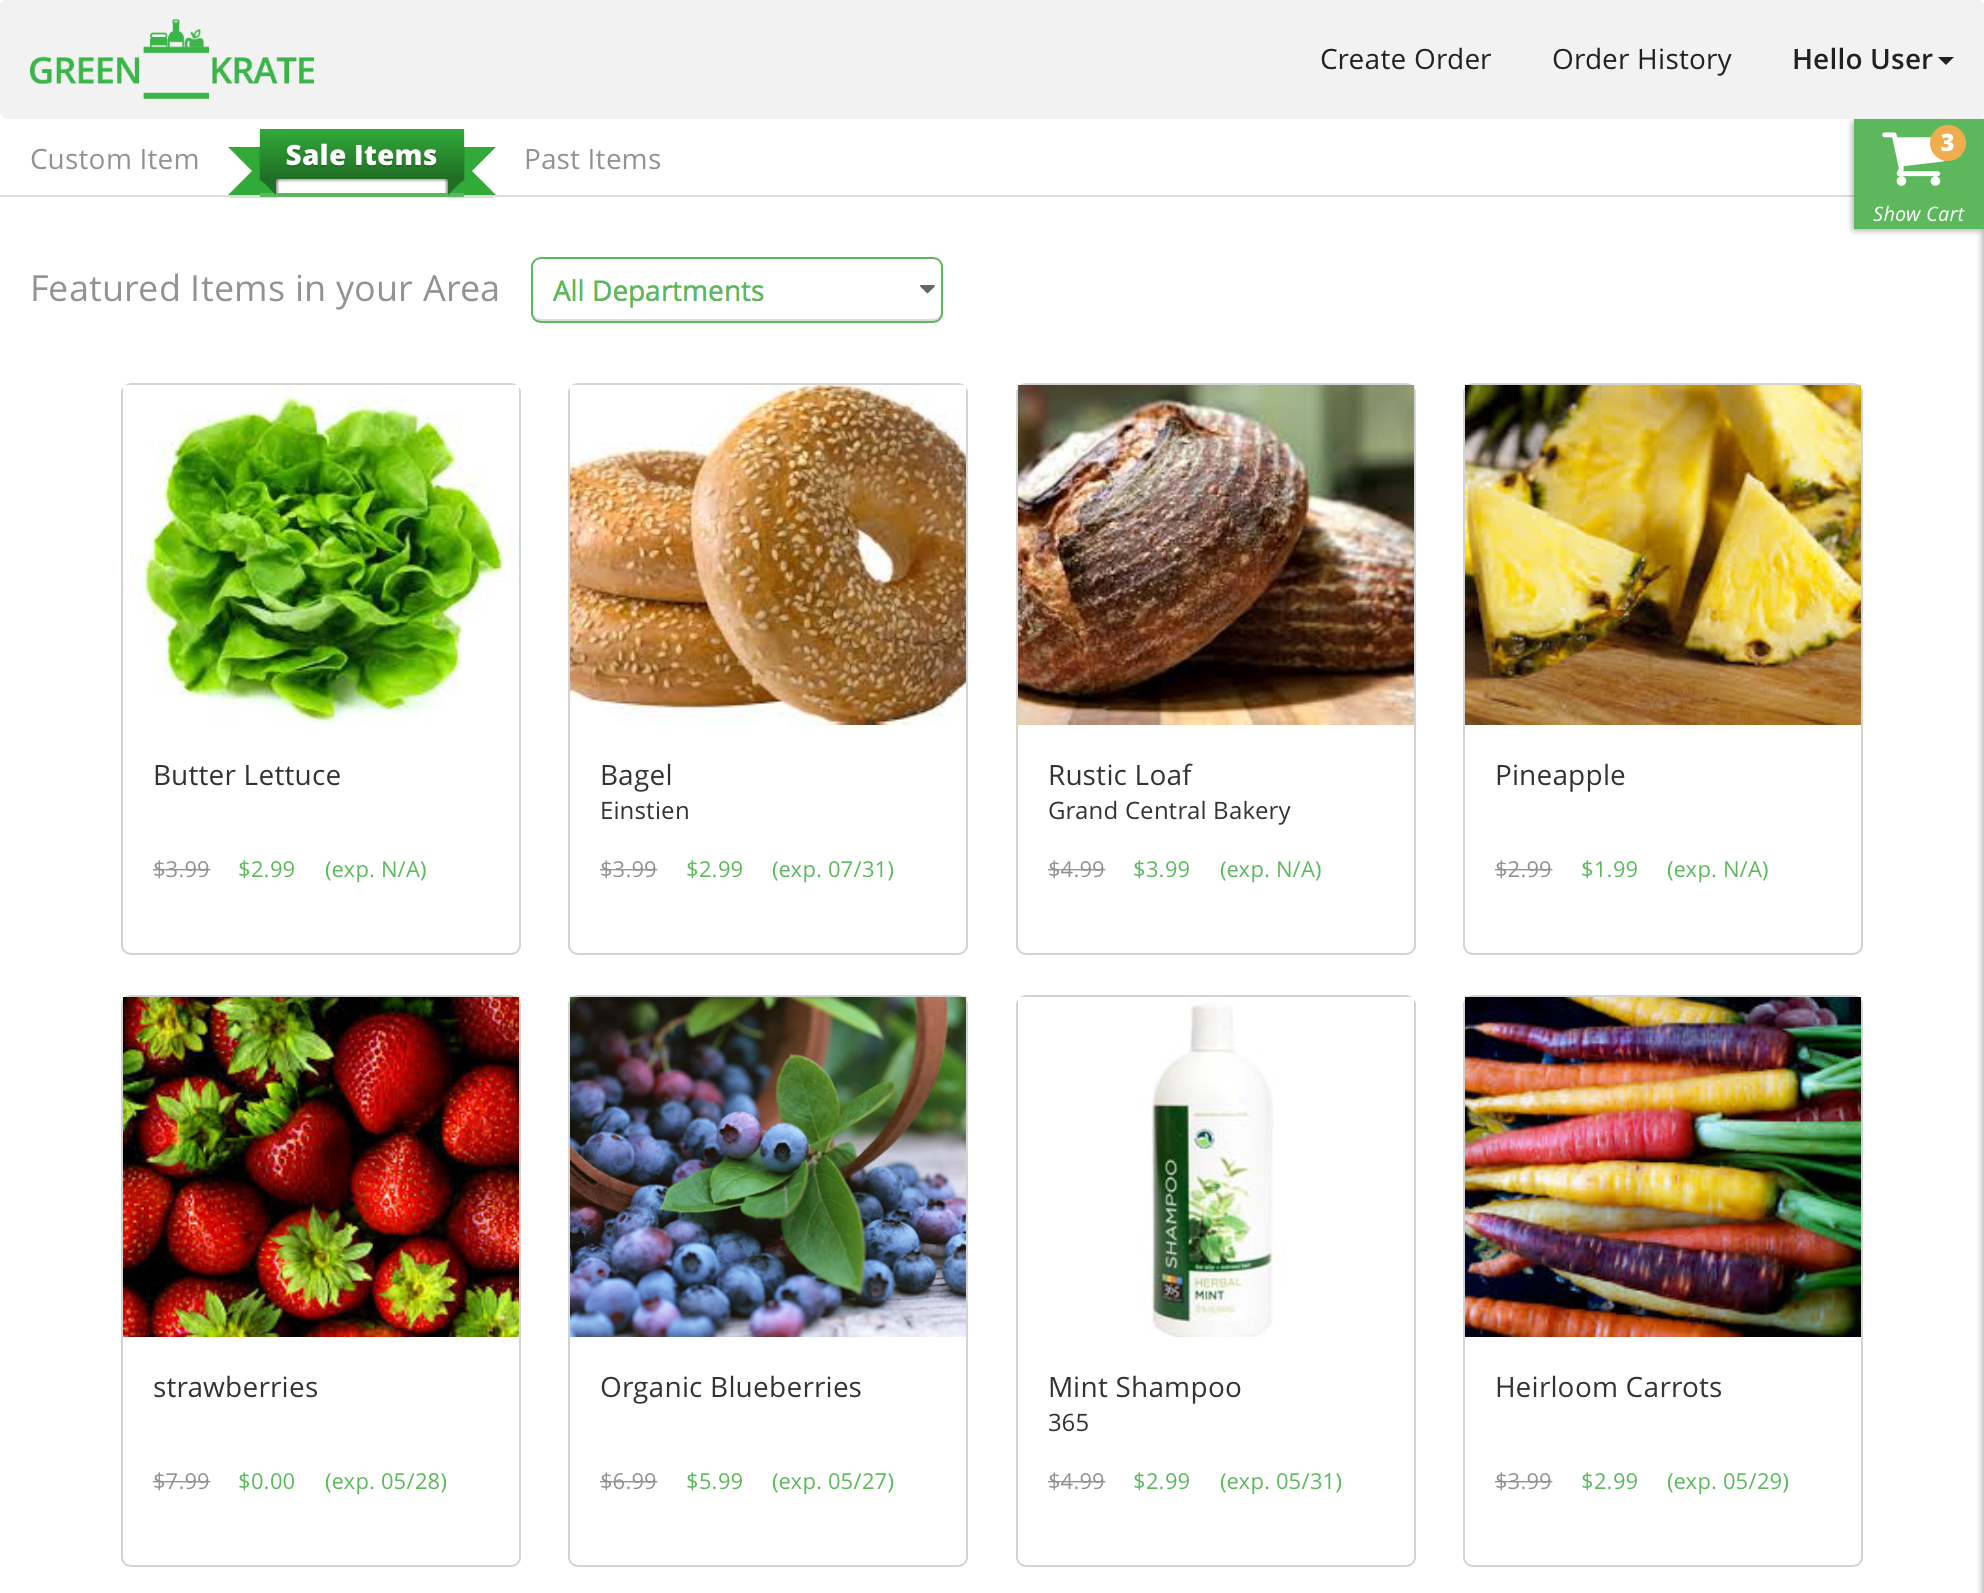 GREEN KRATE
Create Order
Order History
Hello User
Custom Item
Sale Items
Past Items
3
Show Cart
Featured Items in your Area
All Departments
Butter Lettuce
$3.99 $2.99 (exp. N/A)
Bagel
Einstien
$3.99 $2.99 (exp. 07/31)
Rustic Loaf
Grand Central Bakery
$4.99 $3.99 (exp. N/A)
Pineapple
$2.99 $1.99 (exp. N/A)
strawberries
$7.99 $0.00 (exp. 05/28)
Organic Blueberries
$6.99 $5.99 (exp. 05/27)
SHAMPOO
365
HERBAL
MINT
Mint Shampoo
365
$4.99 $2.99 (exp. 05/31)
Heirloom Carrots
$3.99 $2.99 (exp. 05/29)